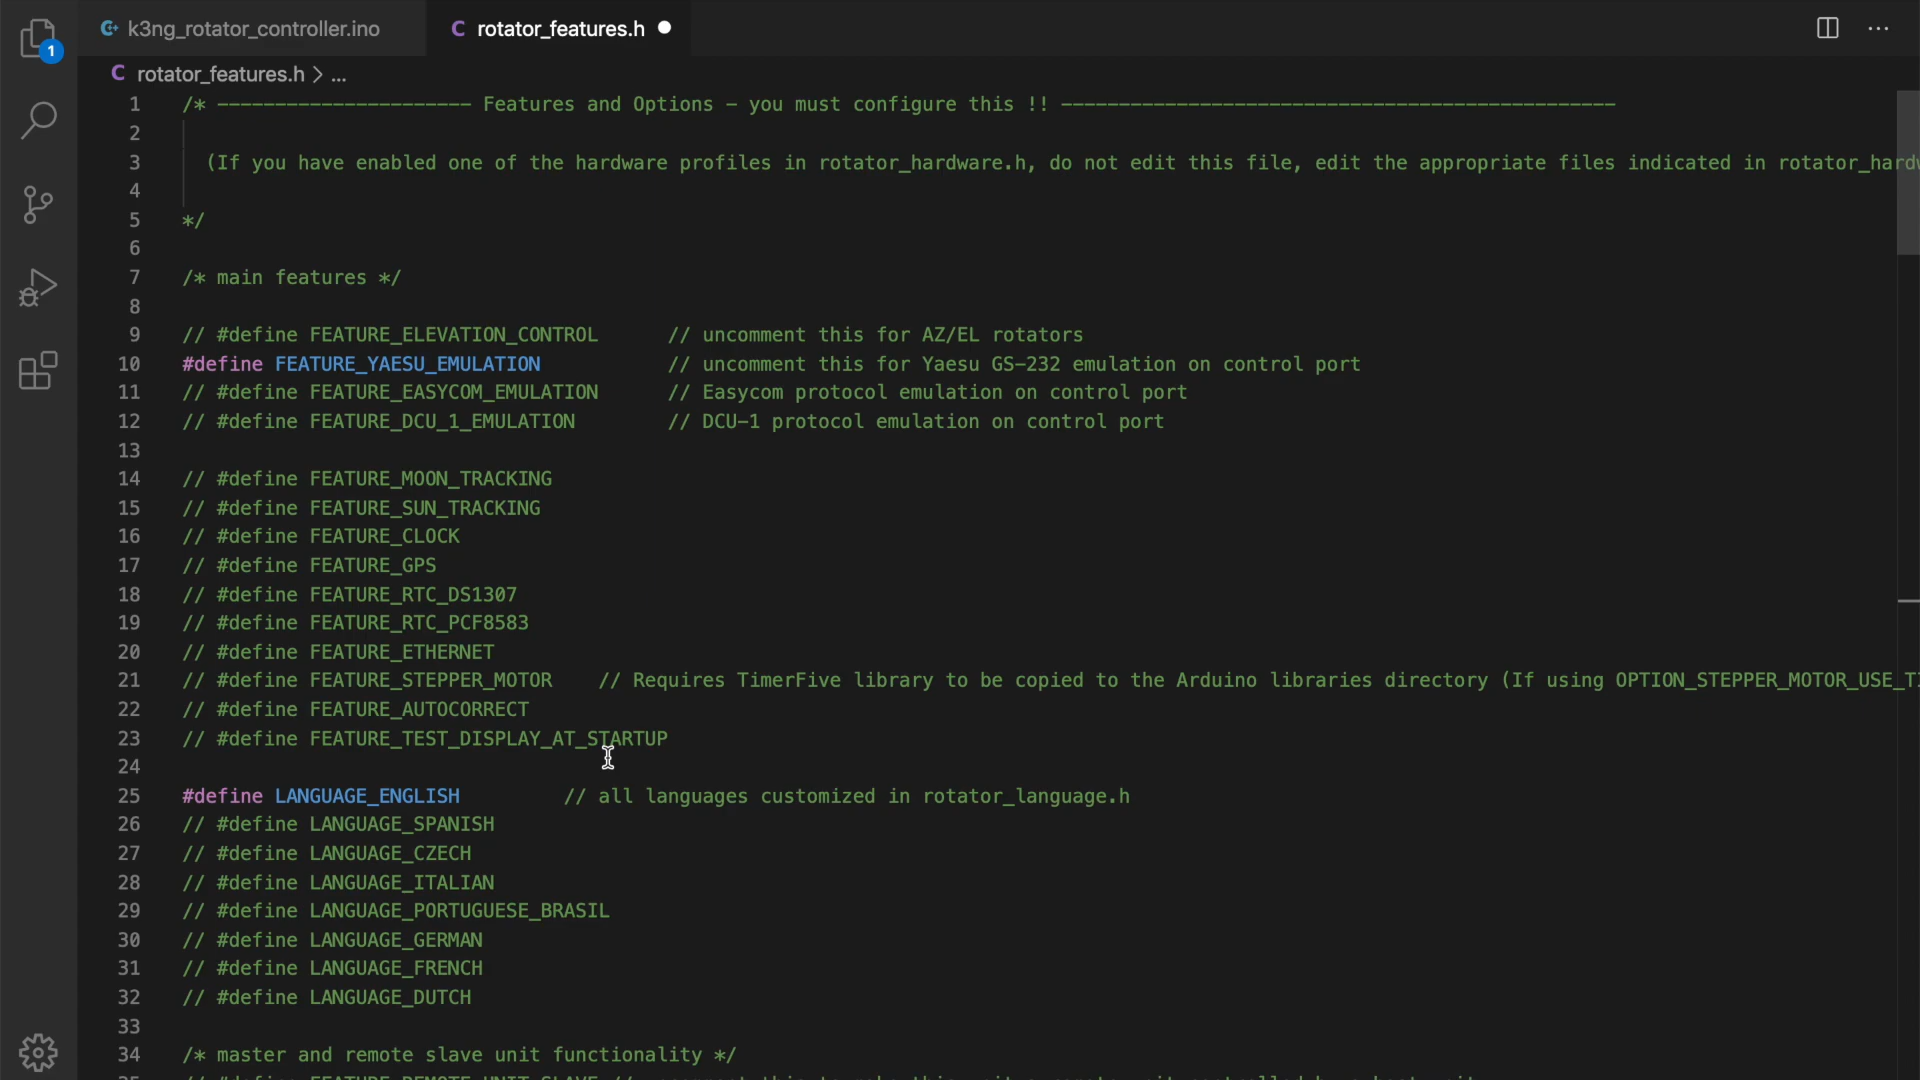 1
k3ng_rotator_controller.ino
C rotator_features.h
C rotator_features.h > ...
1 /* ---------------------- Features and Options - you must configure this !! ------------------------------------------------
2
3 (If you have enabled one of the hardware profiles in rotator_hardware.h, do not edit this file, edit the appropriate files indicated in rotator_hardw
4
5 */
6
7 /* main features */
8
9 // #define FEATURE_ELEVATION_CONTROL // uncomment this for AZ/EL rotators
10 #define FEATURE_YAESU_EMULATION // uncomment this for Yaesu GS-232 emulation on control port
11 // #define FEATURE_EASYCOM_EMULATION // Easycom protocol emulation on control port
12 // #define FEATURE_DCU_1_EMULATION // DCU-1 protocol emulation on control port
13
14 // #define FEATURE_MOON_TRACKING
15 // #define FEATURE_SUN_TRACKING
16 // #define FEATURE_CLOCK
17 // #define FEATURE_GPS
18 // #define FEATURE_RTC_DS1307
19 // #define FEATURE_RTC_PCF8583
20 // #define FEATURE_ETHERNET
21 // #define FEATURE_STEPPER_MOTOR // Requires TimerFive library to be copied to the Arduino libraries directory (If using OPTION_STEPPER_MOTOR_USE_TI
22 // #define FEATURE_AUTOCORRECT
23 // #define FEATURE_TEST_DISPLAY_AT_STARTUP
24
25 #define LANGUAGE_ENGLISH // all languages customized in rotator_language.h
26 // #define LANGUAGE_SPANISH
27 // #define LANGUAGE_CZECH
28 // #define LANGUAGE_ITALIAN
29 // #define LANGUAGE_PORTUGUESE_BRASIL
30 // #define LANGUAGE_GERMAN
31 // #define LANGUAGE_FRENCH
32 // #define LANGUAGE_DUTCH
33
34 /* master and remote slave unit functionality */